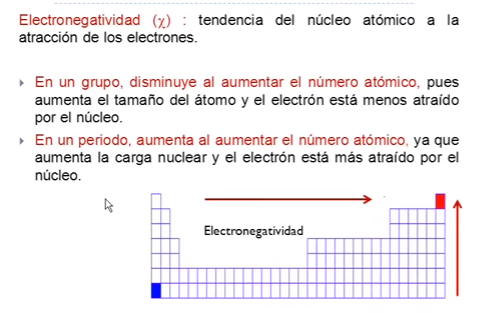 Electronegatividad (χ) : tendencia del núcleo atómico a la
atracción de los electrones.
En un grupo, disminuye al aumentar el número atómico, pues
aumenta el tamaño del átomo y el electrón está menos atraído
por el núcleo.
En un periodo, aumenta al aumentar el número atómico, ya que
aumenta la carga nuclear y el electrón está más atraído por el
núcleo.
Electronegatividad